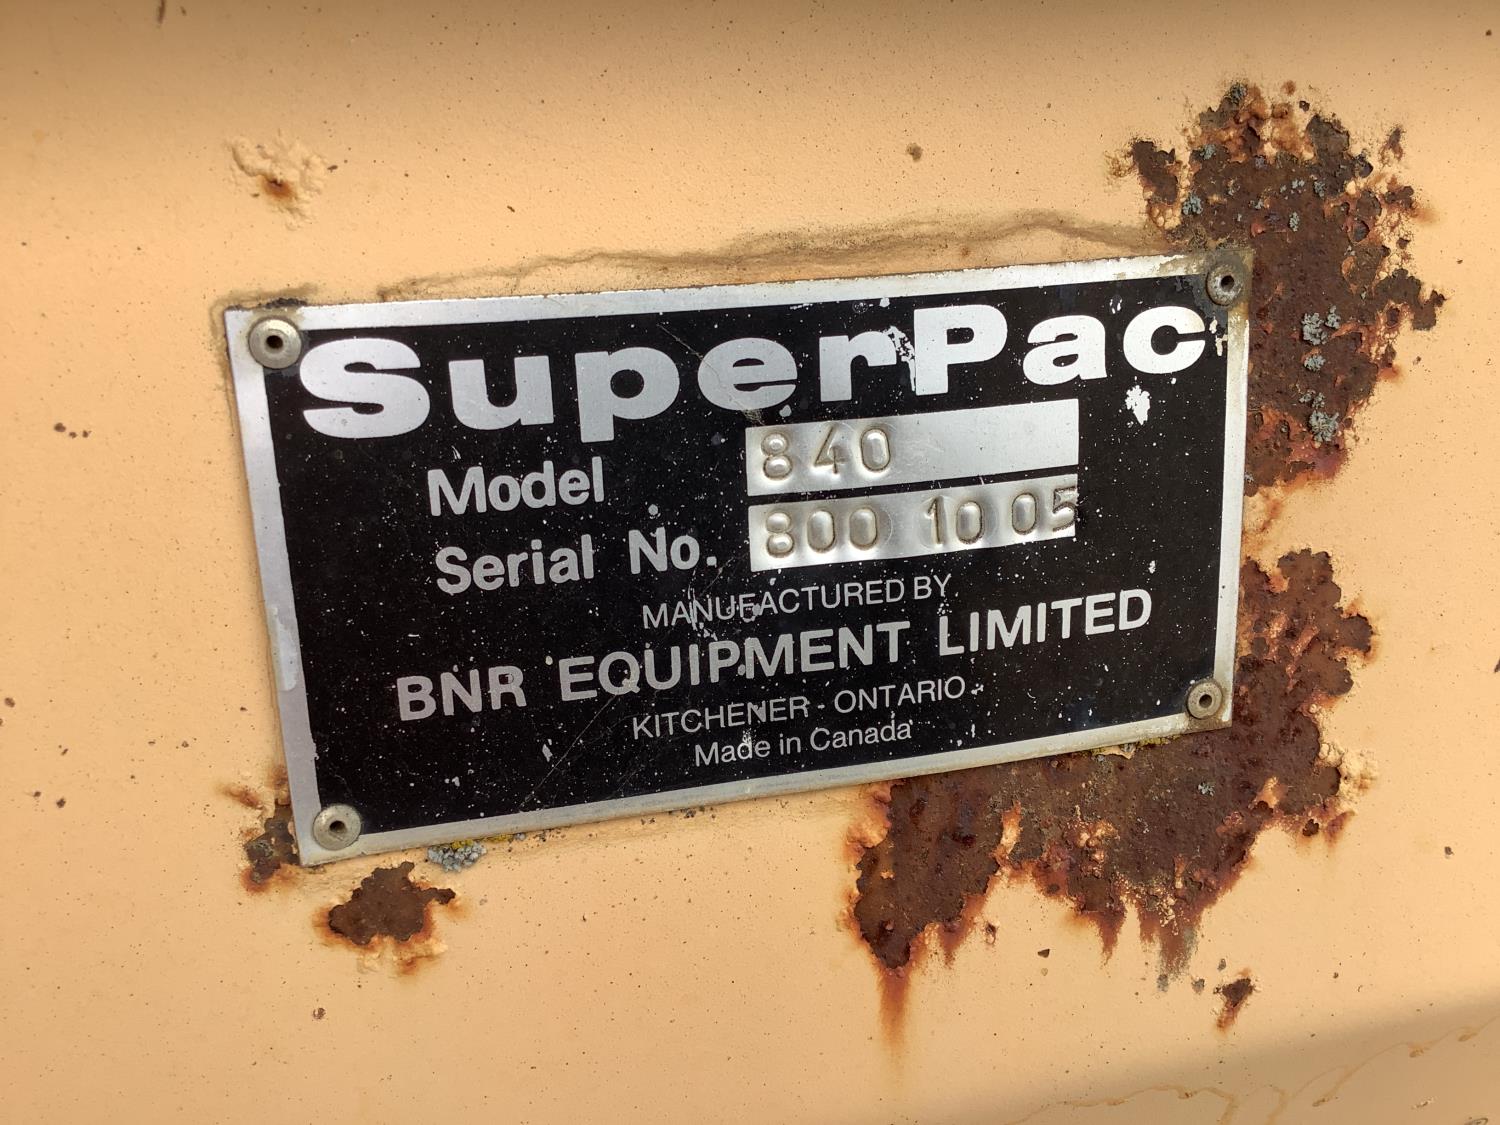 SuperPac
Model 840
Serial No. 800 10 05
MANUFACTURED BY
BNR EQUIPMENT LIMITED
KITCHENER - ONTARIO
Made in Canada